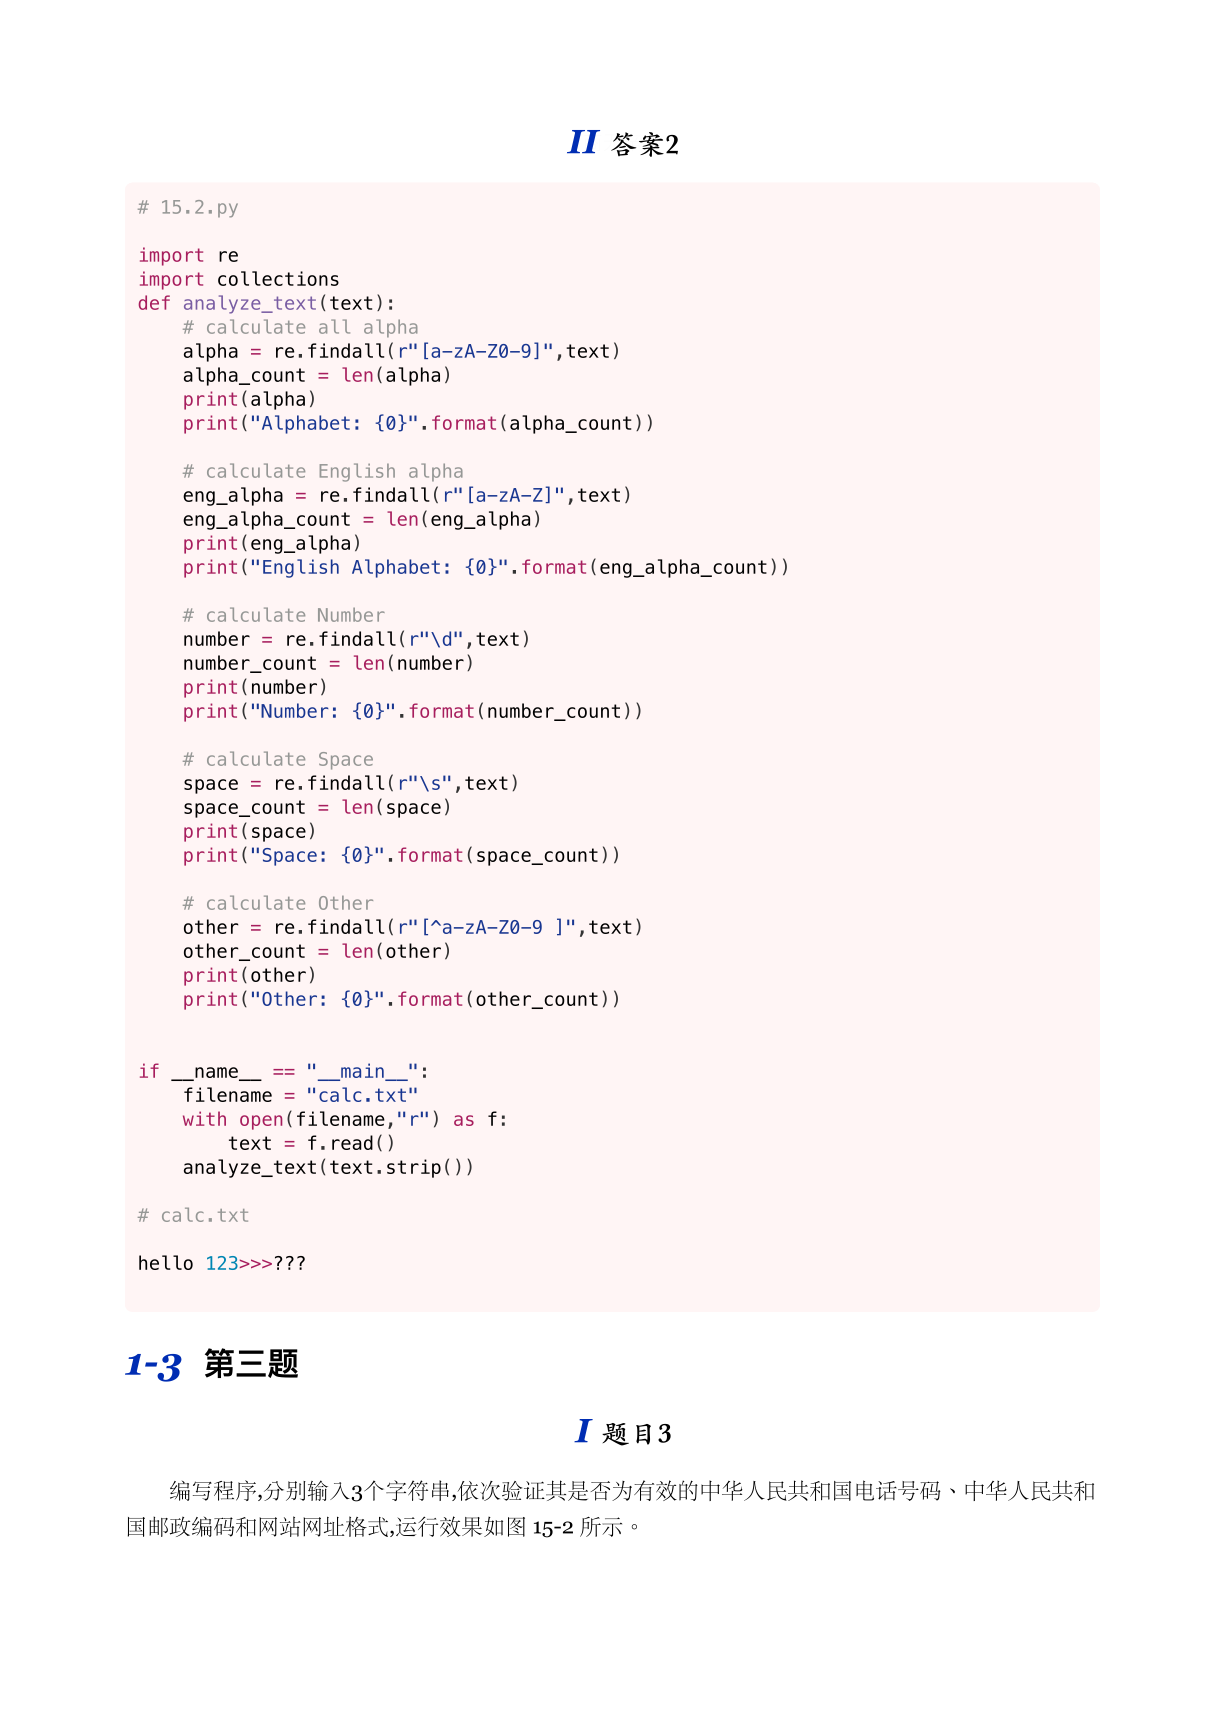 II 答案2
# 15.2.py
import re
import collections
def analyze_text(text):
    # calculate all alpha
    alpha = re.findall(r"[a-zA-Z0-9]",text)
    alpha_count = len(alpha)
    print(alpha)
    print("Alphabet: {0}".format(alpha_count))
    # calculate English alpha
    eng_alpha = re.findall(r"[a-zA-Z]",text)
    eng_alpha_count = len(eng_alpha)
    print(eng_alpha)
    print("English Alphabet: {0}".format(eng_alpha_count))
    # calculate Number
    number = re.findall(r"\d",text)
    number_count = len(number)
    print(number)
    print("Number: {0}".format(number_count))
    # calculate Space
    space = re.findall(r"\s",text)
    space_count = len(space)
    print(space)
    print("Space: {0}".format(space_count))
    # calculate Other
    other = re.findall(r"[^a-zA-Z0-9 ]",text)
    other_count = len(other)
    print(other)
    print("Other: {0}".format(other_count))
if __name__ == "__main__":
    filename = "calc.txt"
    with open(filename,"r") as f:
        text = f.read()
    analyze_text(text.strip())
# calc.txt
hello 123>>>???
1-3 第三题
I 题目3
编写程序,分别输入3个字符串,依次验证其是否为有效的中华人民共和国电话号码、中华人民共和
国邮政编码和网站网址格式,运行效果如图 15-2 所示。